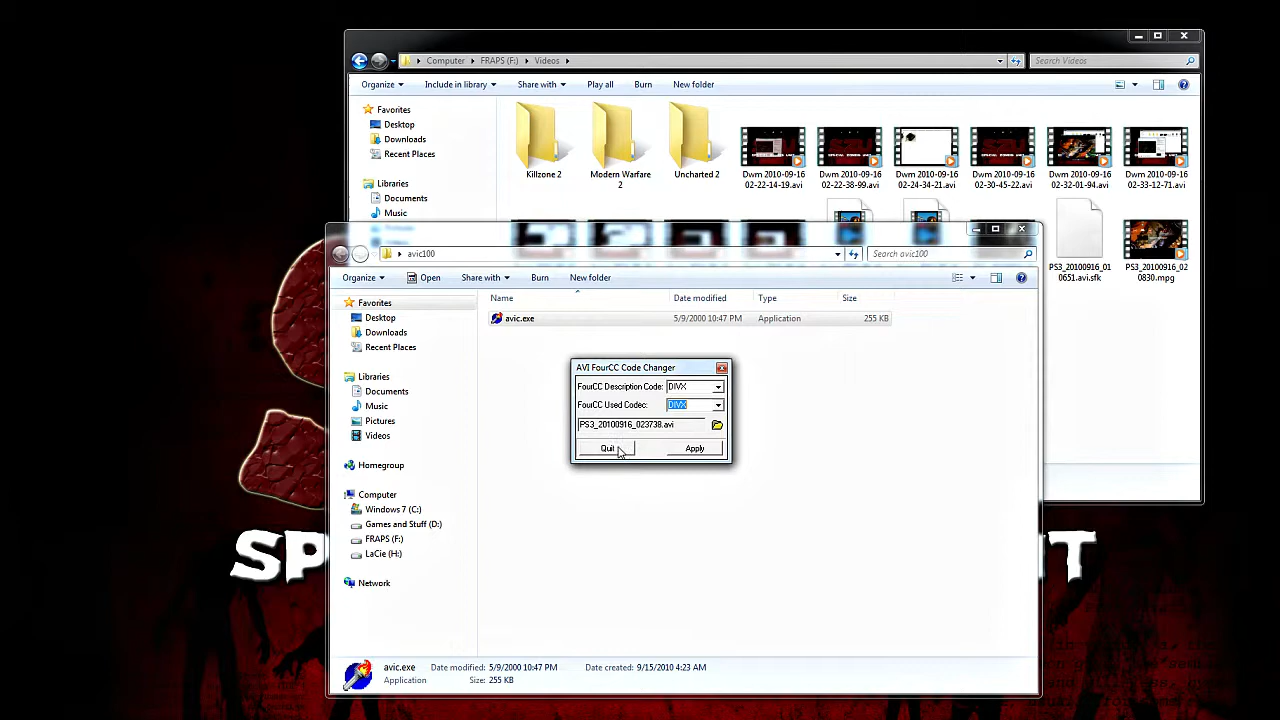 Computer
FRAPS (F:)
Videos
Search Videos
Organize
Include in library
Share with
Play all
Burn
New folder
Favorites
Desktop
Downloads
Recent Places
Libraries
Documents
Music
Killzone 2
Modern Warfare
2
Uncharted 2
Dwm 2010-09-16
02-22-14-19.avi
Dwm 2010-09-16
02-22-38-99.avi
Dwm 2010-09-16
02-24-34-21.avi
Dwm 2010-09-16
02-30-45-22.avi
Dwm 2010-09-16
02-32-01-94.avi
Dwm 2010-09-16
02-33-12-71.avi
PS3_20100916_01
0651.avi.sfk
PS3_20100916_02
0830.mpg
avic100
Search avic100
Organize
Open
Share with
Burn
New folder
Favorites
Desktop
Downloads
Recent Places
Libraries
Documents
Music
Pictures
Videos
Homegroup
Computer
Windows 7 (C:)
Games and Stuff (D:)
FRAPS (F:)
LaCie (H:)
Network
Name
Date modified
Type
Size
avic.exe
5/9/2000 10:47 PM
Application
255 KB
AVI FourCC Code Changer
FourCC Description Code: DIVX
FourCC Used Codec: DIVX
PS3_20100916_023738.avi
Quit
Apply
avic.exe
Date modified: 5/9/2000 10:47 PM
Date created: 9/15/2010 4:23 AM
Application
Size: 255 KB